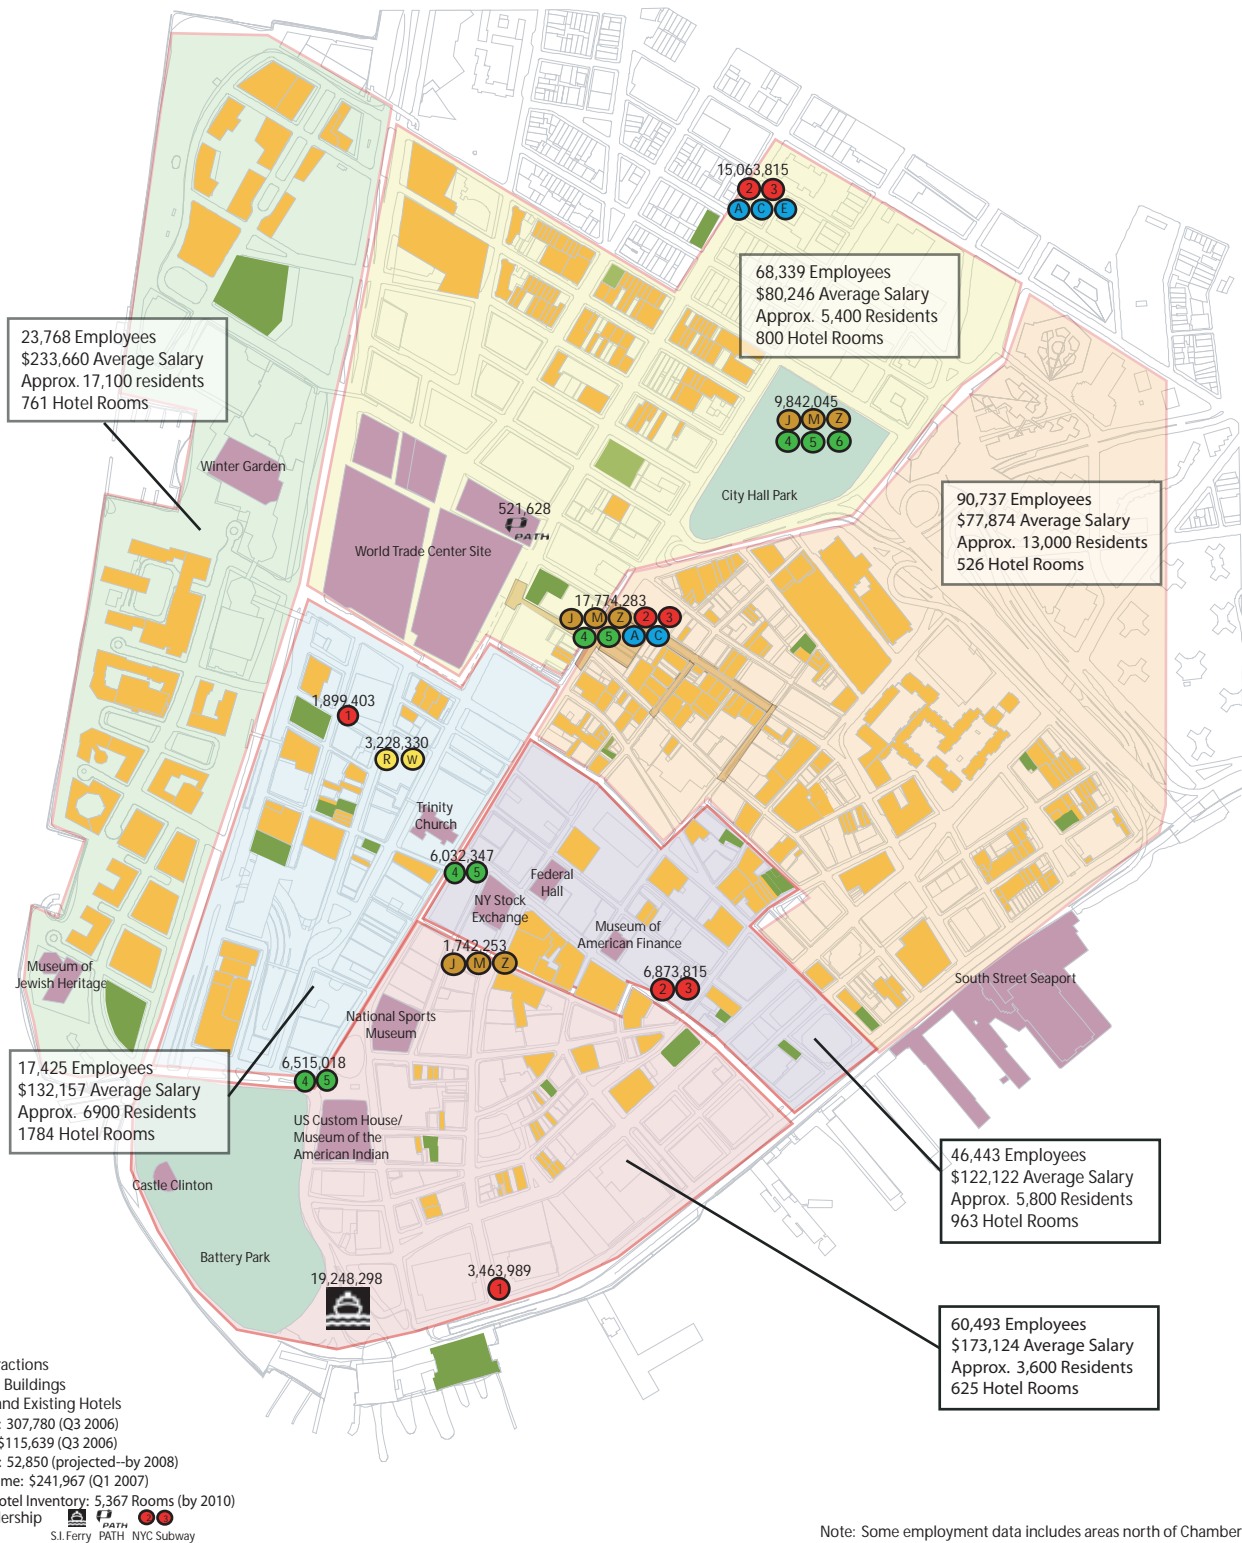 15,063,815
2 3
A C E
68,339 Employees
$80,246 Average Salary
Approx. 5,400 Residents
800 Hotel Rooms
23,768 Employees
$233,660 Average Salary
Approx. 17,100 residents
761 Hotel Rooms
9,842,045
J M Z
4 5 6
City Hall Park
Winter Garden
90,737 Employees
$77,874 Average Salary
Approx. 13,000 Residents
526 Hotel Rooms
521,628
PATH
World Trade Center Site
17,774,283
J M Z 2 3
4 5 A C
1,899,403
1
3,228,330
R W
Trinity
Church
6,032,347
4 5
Federal
Hall
NY Stock
Exchange
Museum of
American Finance
1,742,253
J M Z
6,873,815
2 3
South Street Seaport
Museum of
Jewish Heritage
National Sports
Museum
17,425 Employees
$132,157 Average Salary
Approx. 6900 Residents
1784 Hotel Rooms
6,515,018
4 5
US Custom House/
Museum of the
American Indian
Castle Clinton
46,443 Employees
$122,122 Average Salary
Approx. 5,800 Residents
963 Hotel Rooms
Battery Park
19,248,298
3,463,989
1
60,493 Employees
$173,124 Average Salary
Approx. 3,600 Residents
625 Hotel Rooms
ractions
Buildings
and Existing Hotels
: 307,780 (Q3 2006)
$115,639 (Q3 2006)
: 52,850 (projected--by 2008)
me: $241,967 (Q1 2007)
otel Inventory: 5,367 Rooms (by 2010)
lership
PATH
2 3
S.I. Ferry PATH NYC Subway
Note: Some employment data includes areas north of Chamber